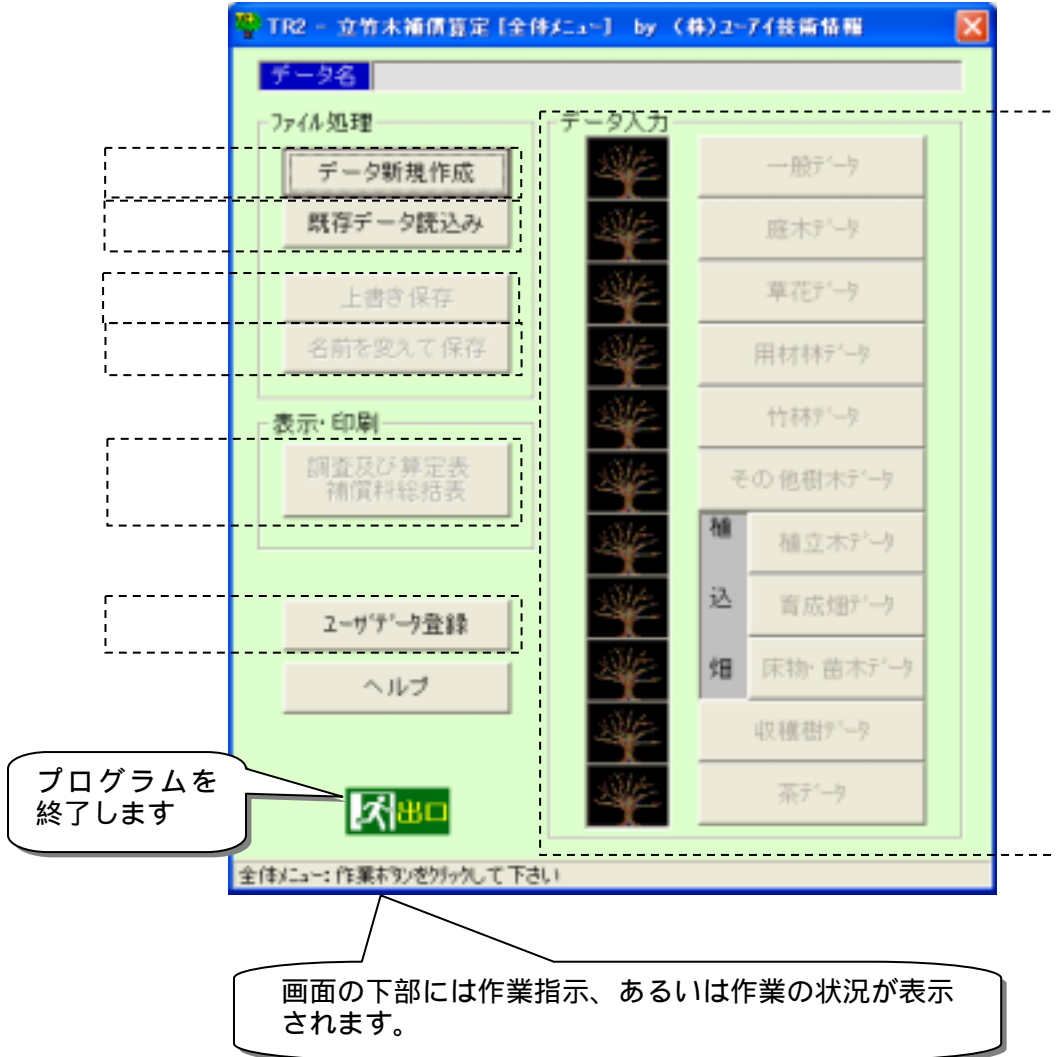 TR2 - 立竹木補償算定 [全体ﾒﾆｭｰ] by (株)ﾕｰｱｲ技術情報
データ名
ﾌｧｲﾙ処理
データ新規作成
既存データ読込み
上書き保存
名前を変えて保存
表示・印刷
調査及び算定表
補償料総括表
ﾕｰｻﾞﾃﾞｰﾀ登録
ヘルプ
出口
データ入力
一般ﾃﾞｰﾀ
庭木ﾃﾞｰﾀ
草花ﾃﾞｰﾀ
用材林ﾃﾞｰﾀ
竹林ﾃﾞｰﾀ
その他樹木ﾃﾞｰﾀ
植込畑
植立木ﾃﾞｰﾀ
育成畑ﾃﾞｰﾀ
床物・苗木ﾃﾞｰﾀ
収穫樹ﾃﾞｰﾀ
茶ﾃﾞｰﾀ
プログラムを
終了します
全体ﾒﾆｭｰ: 作業ﾎﾞﾀﾝをｸﾘｯｸして下さい
画面の下部には作業指示、あるいは作業の状況が表示
されます。